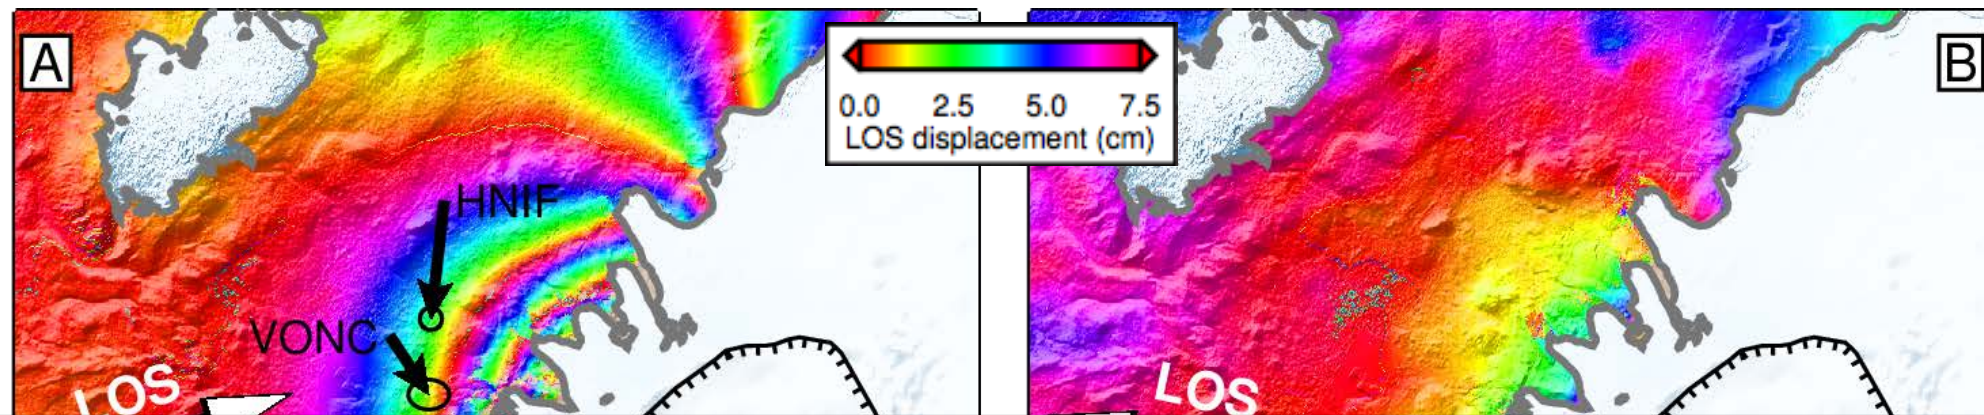 A
B
0.0 2.5 5.0 7.5
LOS displacement (cm)
HNIF
VONC
LOS
LOS